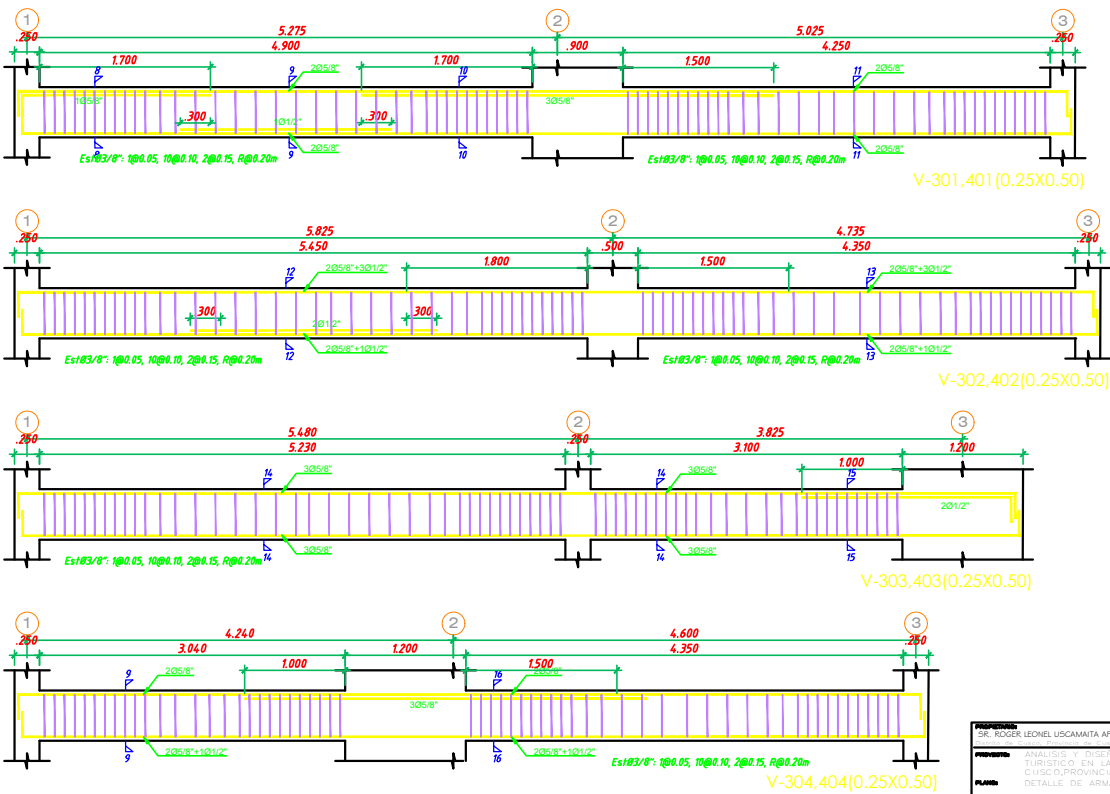 1 2 3
5.275 5.025
.250 4.900 .900 4.250 .250
1.700 1.700 1.500
8 9 2Ø5/8" 10 11 2Ø5/8"
1Ø5/8" 3Ø5/8"
.300 1Ø1/2" .300
8 9 2Ø5/8" 10 11 2Ø5/8"
EstØ3/8": 1@0.05, 10@0.10, 2@0.15, R@0.20m EstØ3/8": 1@0.05, 10@0.10, 2@0.15, R@0.20m
V-301,401(0.25X0.50)
1 2 3
5.825 4.735
.250 5.450 .500 4.350 .250
1.800 1.500
12 2Ø5/8"+3Ø1/2" 13 2Ø5/8"+3Ø1/2"
.300 2Ø1/2" .300
12 2Ø5/8"+1Ø1/2" 13 2Ø5/8"+1Ø1/2"
EstØ3/8": 1@0.05, 10@0.10, 2@0.15, R@0.20m EstØ3/8": 1@0.05, 10@0.10, 2@0.15, R@0.20m
V-302,402(0.25X0.50)
1 2 3
5.480 3.825
.250 5.230 .250 3.100 1.200
1.000
14 3Ø5/8" 14 3Ø5/8" 15
2Ø1/2"
14 3Ø5/8" 14 3Ø5/8" 15
EstØ3/8": 1@0.05, 10@0.10, 2@0.15, R@0.20m
V-303,403(0.25X0.50)
1 2 3
4.240 4.600
.250 3.040 1.200 4.350 .250
1.000 1.500
9 2Ø5/8" 16 2Ø5/8"
3Ø5/8"
9 2Ø5/8"+1Ø1/2" 16 2Ø5/8"+1Ø1/2"
EstØ3/8": 1@0.05, 10@0.10, 2@0.15, R@0.20m
V-304,404(0.25X0.50)
PROPIETARIO:
SR. ROGER LEONEL USCAMAITA
PROYECTO: ANALISIS Y
TURISTICO EN LA
PLANO: DETALLE DE